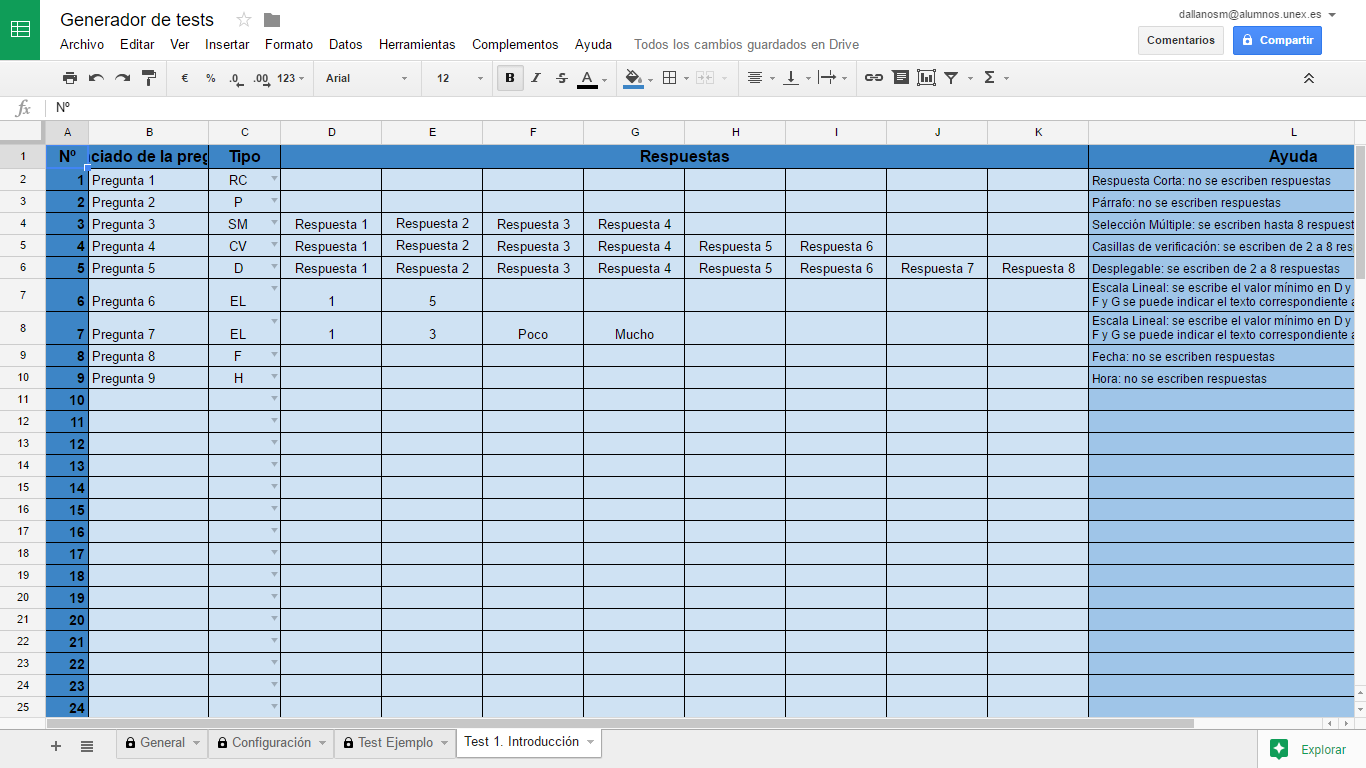 Generador de tests
dallanosm@alumnos.unex.es
Archivo Editar Ver Insertar Formato Datos Herramientas Complementos Ayuda Todos los cambios guardados en Drive
Comentarios Compartir
€ % .0 .00 123 Arial 12 B I S A Σ
fx Nº
A B C D E F G H I J K L
1 Nº ciado de la preg Tipo Respuestas Ayuda
2 1 Pregunta 1 RC Respuesta Corta: no se escriben respuestas
3 2 Pregunta 2 P Párrafo: no se escriben respuestas
4 3 Pregunta 3 SM Respuesta 1 Respuesta 2 Respuesta 3 Respuesta 4 Selección Múltiple: se escriben hasta 8 respuest
5 4 Pregunta 4 CV Respuesta 1 Respuesta 2 Respuesta 3 Respuesta 4 Respuesta 5 Respuesta 6 Casillas de verificación: se escriben de 2 a 8 res
6 5 Pregunta 5 D Respuesta 1 Respuesta 2 Respuesta 3 Respuesta 4 Respuesta 5 Respuesta 6 Respuesta 7 Respuesta 8 Desplegable: se escriben de 2 a 8 respuestas
7 6 Pregunta 6 EL 1 5 Escala Lineal: se escribe el valor mínimo en D y
F y G se puede indicar el texto correspondiente a
8 7 Pregunta 7 EL 1 3 Poco Mucho Escala Lineal: se escribe el valor mínimo en D y
F y G se puede indicar el texto correspondiente a
9 8 Pregunta 8 F Fecha: no se escriben respuestas
10 9 Pregunta 9 H Hora: no se escriben respuestas
11 10
12 11
13 12
14 13
15 14
16 15
17 16
18 17
19 18
20 19
21 20
22 21
23 22
24 23
25 24
General Configuración Test Ejemplo Test 1. Introducción Explorar